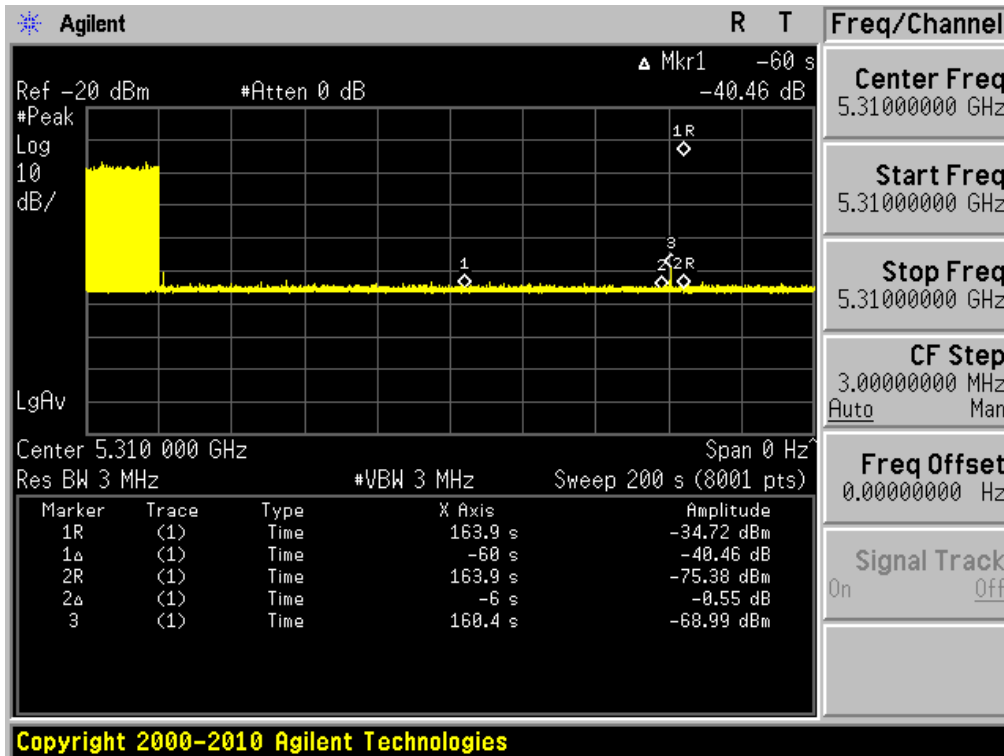 Agilent R T Freq/Channel
Δ Mkr1 −60 s
Ref −20 dBm #Atten 0 dB −40.46 dB
#Peak
Log
10
dB/
1R
3
1 2 2R
LgAv
Center 5.310 000 GHz Span 0 Hz^
Res BW 3 MHz #VBW 3 MHz Sweep 200 s (8001 pts)
Marker Trace Type X Axis Amplitude
1R (1) Time 163.9 s −34.72 dBm
1Δ (1) Time −60 s −40.46 dB
2R (1) Time 163.9 s −75.38 dBm
2Δ (1) Time −6 s −0.55 dB
3 (1) Time 160.4 s −68.99 dBm
Center Freq
5.31000000 GHz
Start Freq
5.31000000 GHz
Stop Freq
5.31000000 GHz
CF Step
3.00000000 MHz
Auto Man
Freq Offset
0.00000000 Hz
Signal Track
On Off
Copyright 2000-2010 Agilent Technologies